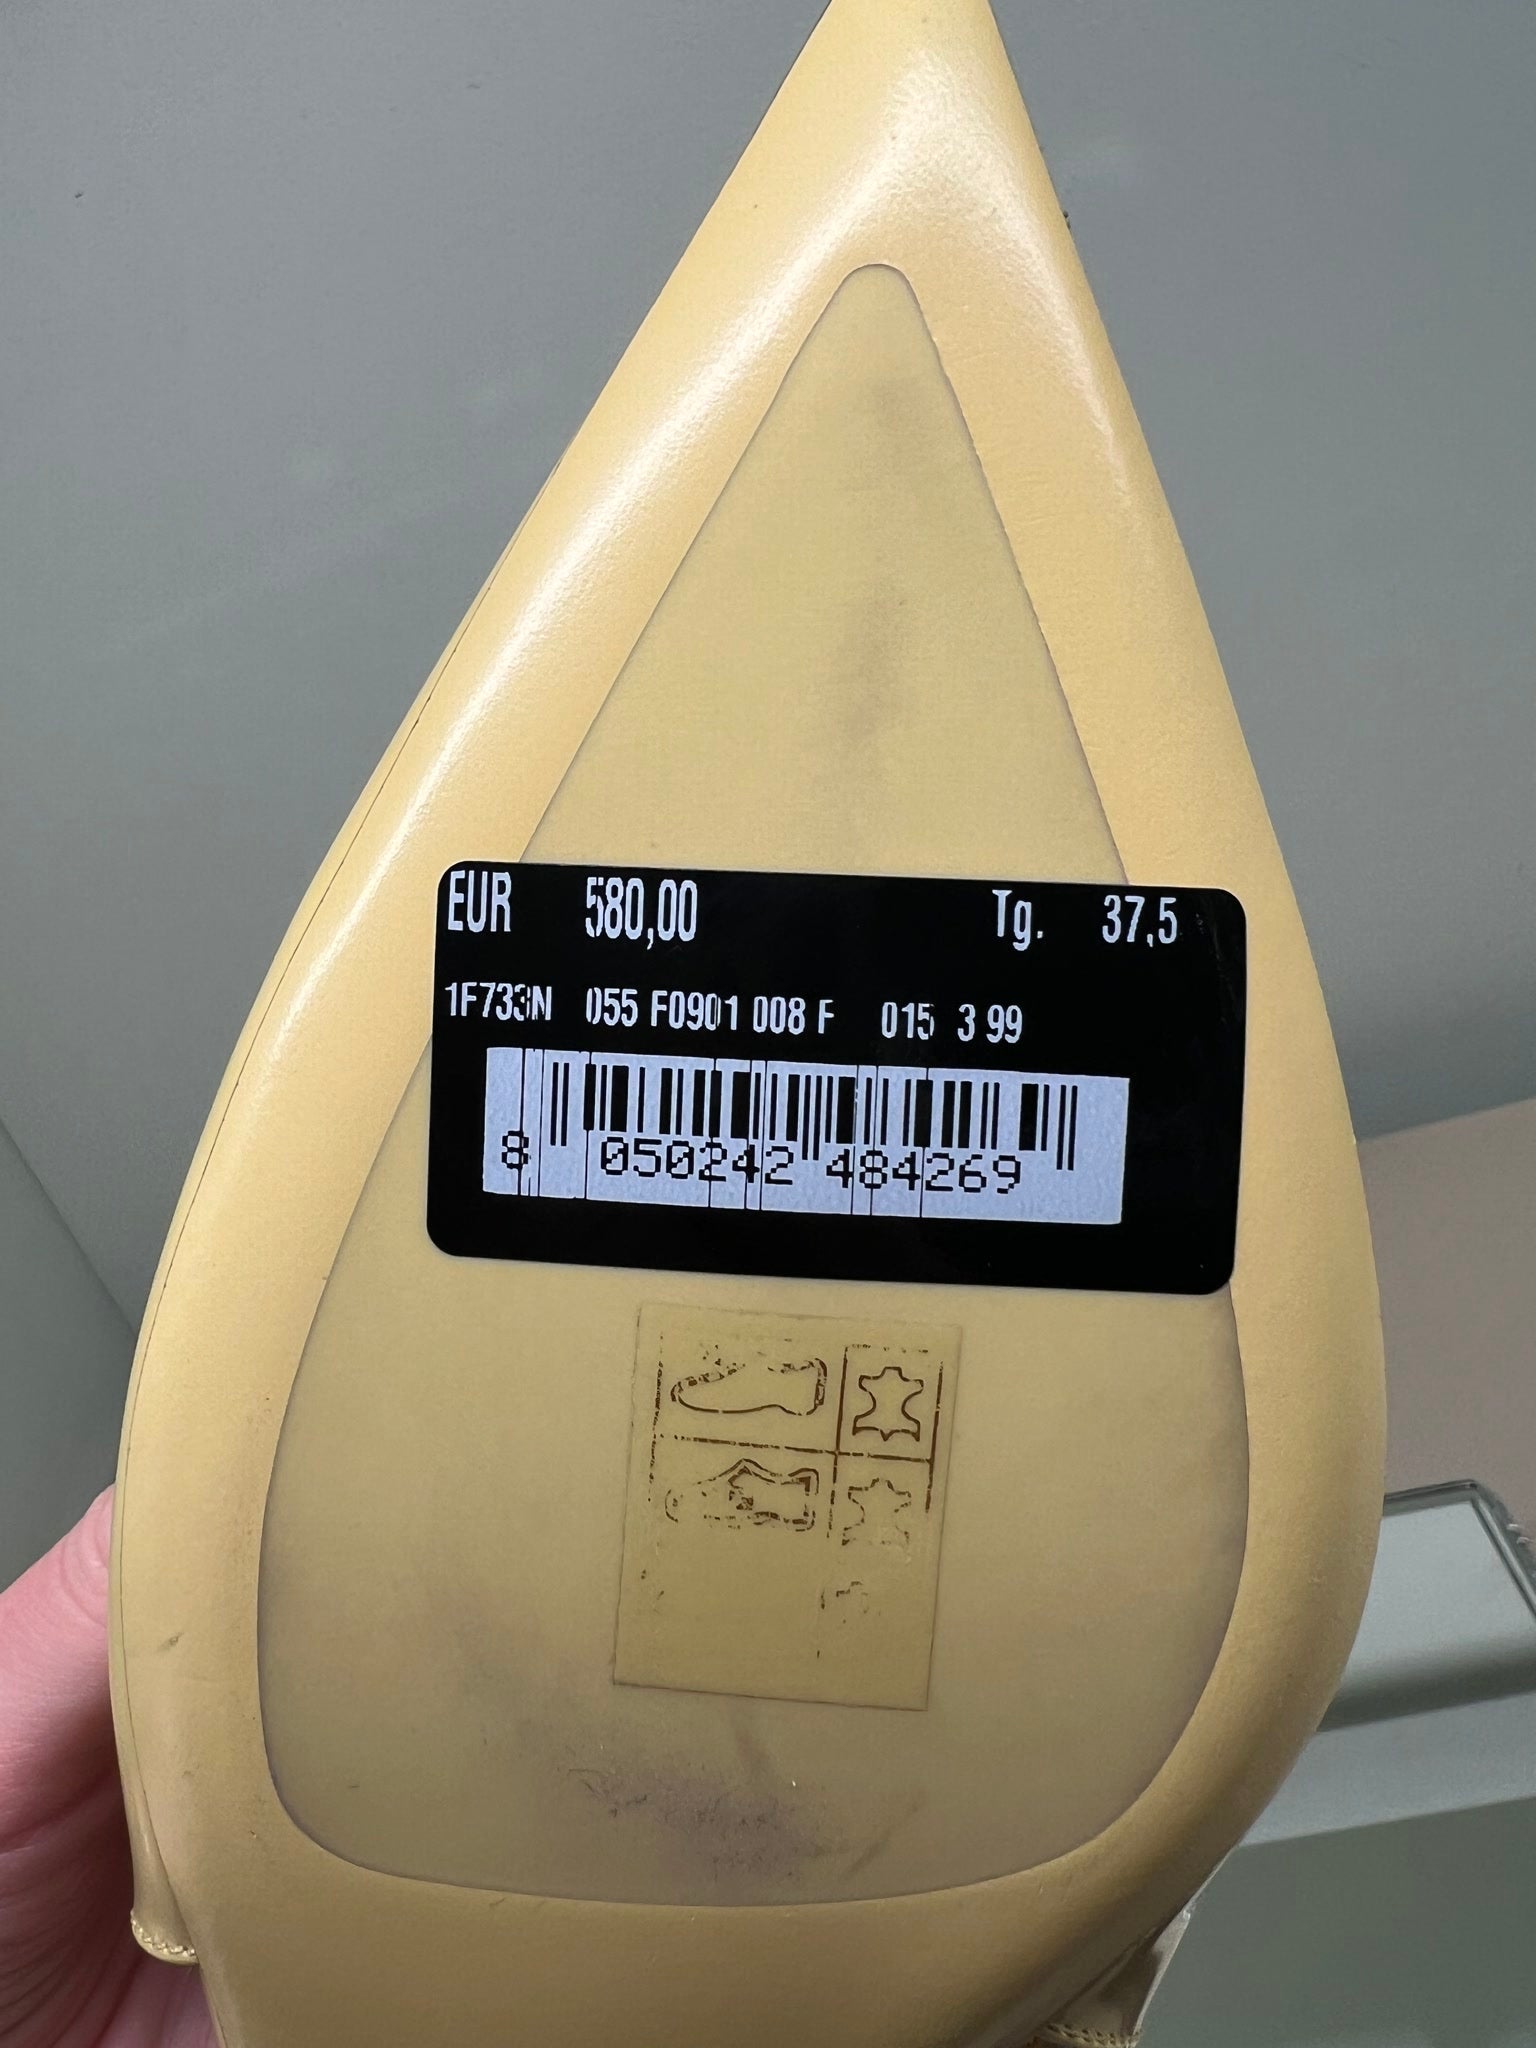 EUR 580,00 Tg. 37,5
1F733N 055 F0901 008 F 015 3 99
8 050242 484269